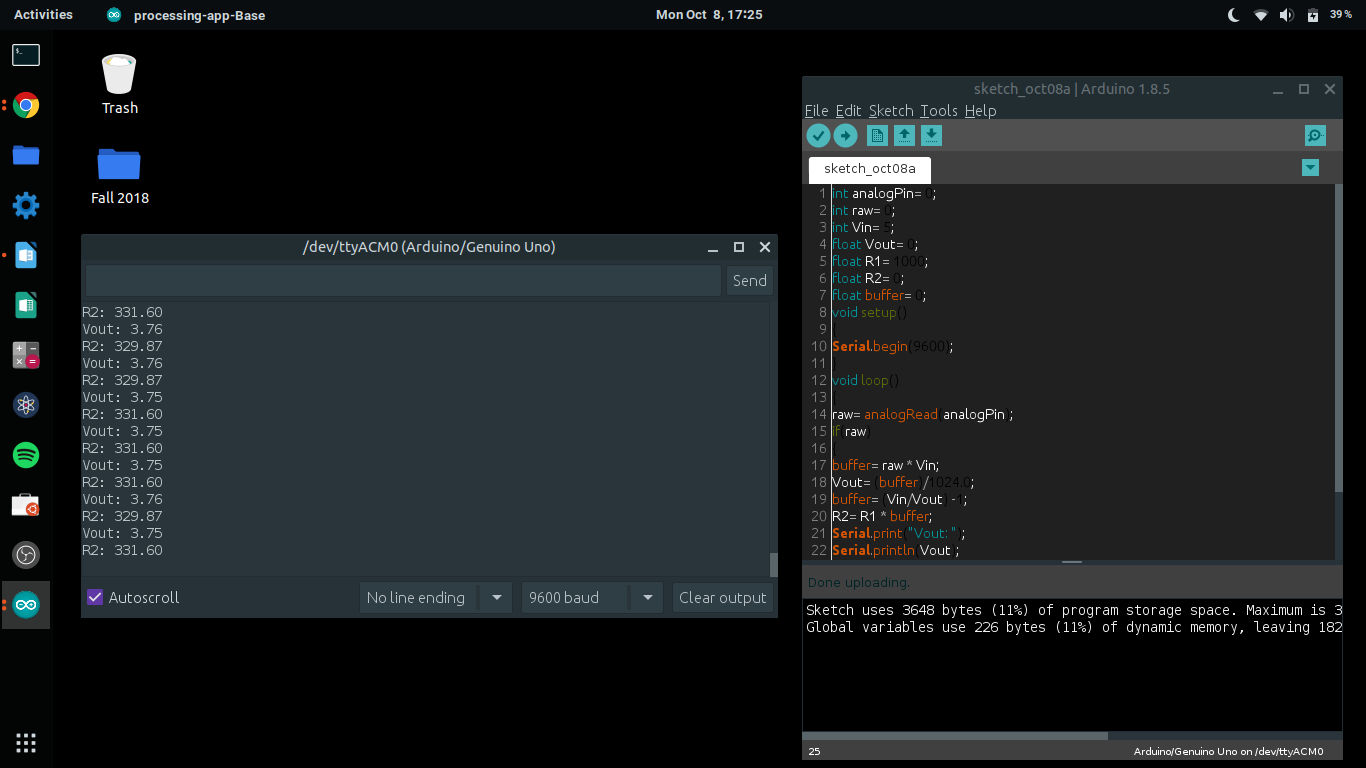 Activities processing-app-Base Mon Oct 8, 17:25 39%
Trash
Fall 2018
/dev/ttyACM0 (Arduino/Genuino Uno)
Send
R2: 331.60
Vout: 3.76
R2: 329.87
Vout: 3.76
R2: 329.87
Vout: 3.75
R2: 331.60
Vout: 3.75
R2: 331.60
Vout: 3.75
R2: 331.60
Vout: 3.76
R2: 329.87
Vout: 3.75
R2: 331.60
Autoscroll No line ending 9600 baud Clear output
sketch_oct08a | Arduino 1.8.5
File Edit Sketch Tools Help
sketch_oct08a
1 int analogPin= 0;
2 int raw= 0;
3 int Vin= 5;
4 float Vout= 0;
5 float R1= 1000;
6 float R2= 0;
7 float buffer= 0;
8 void setup()
9 {
10 Serial.begin(9600);
11 }
12 void loop()
13 {
14 raw= analogRead(analogPin);
15 if(raw)
16 {
17 buffer= raw * Vin;
18 Vout= (buffer)/1024.0;
19 buffer= (Vin/Vout) -1;
20 R2= R1 * buffer;
21 Serial.print("Vout: ");
22 Serial.println(Vout);
Done uploading.
Sketch uses 3648 bytes (11%) of program storage space. Maximum is 3
Global variables use 226 bytes (11%) of dynamic memory, leaving 182
25 Arduino/Genuino Uno on /dev/ttyACM0